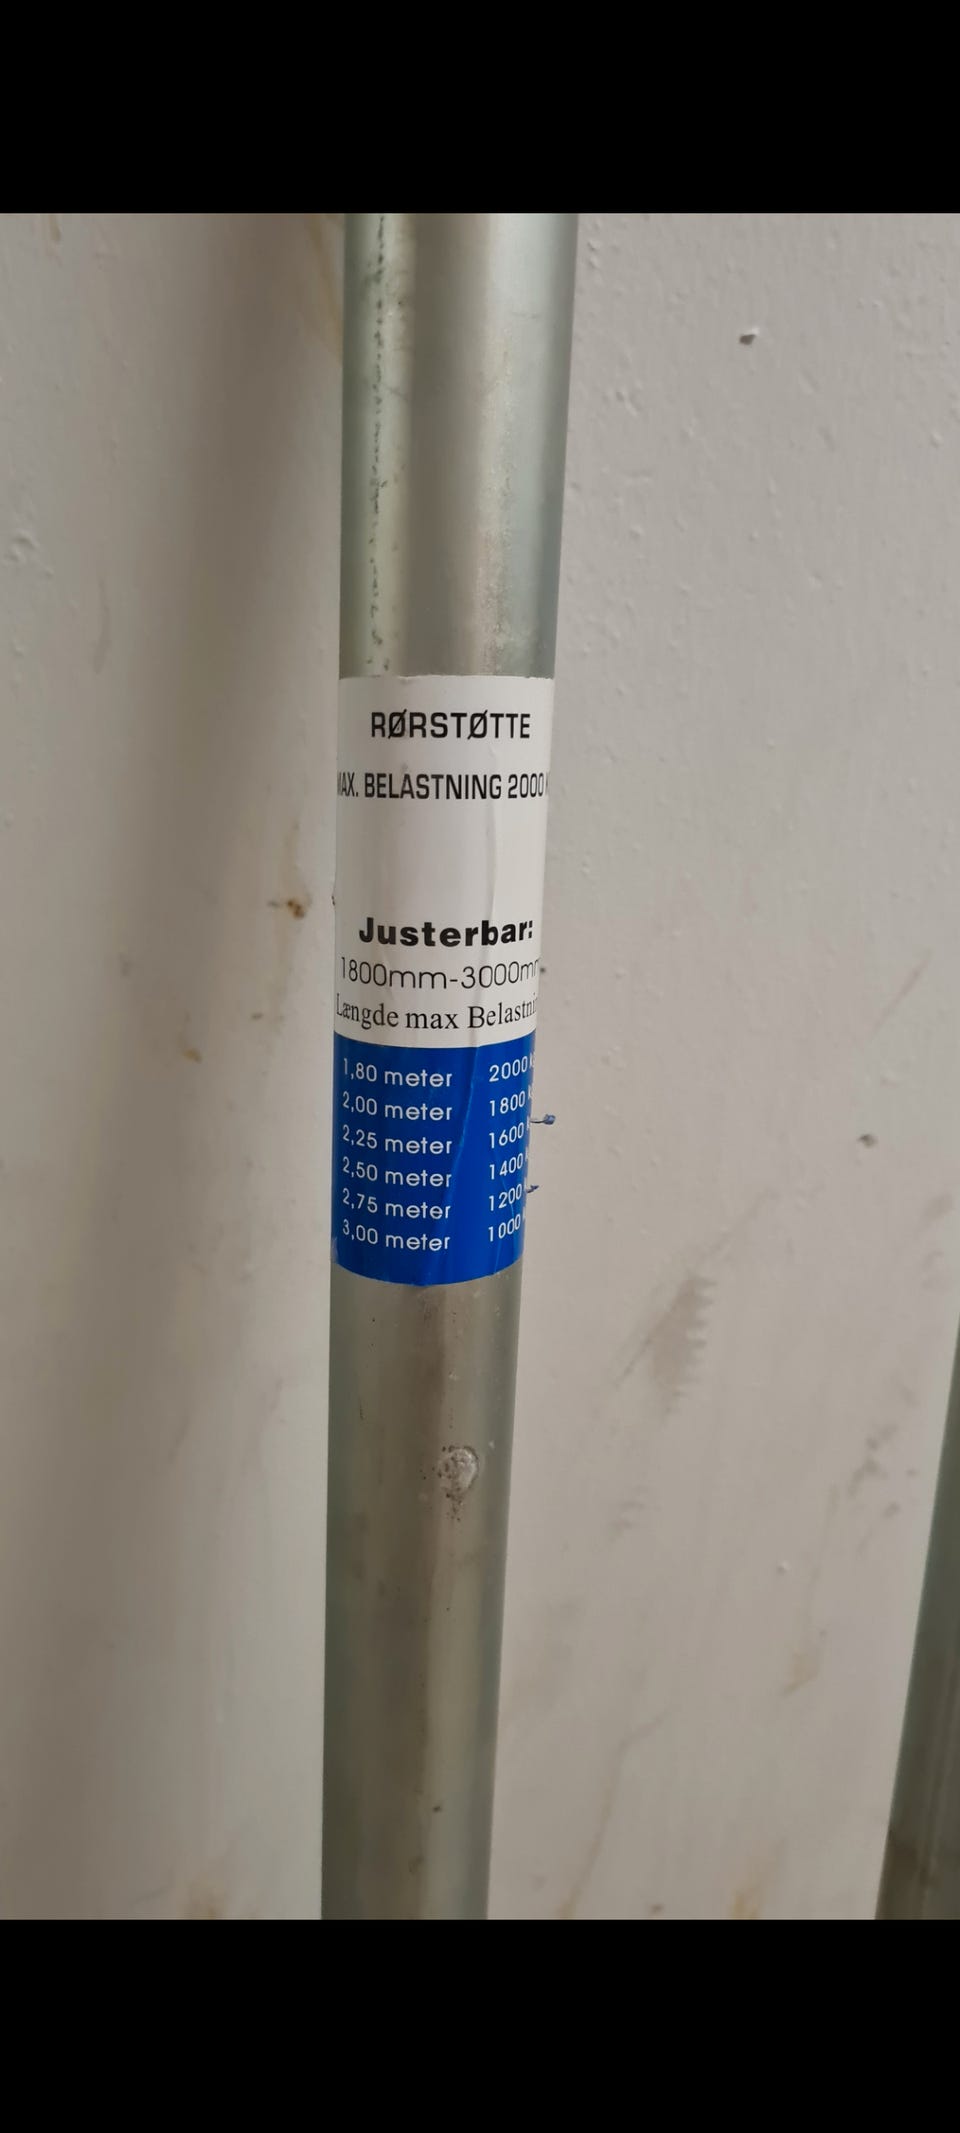 RØRSTØTTE
MAX. BELASTNING 2000
Justerbar:
1800mm-3000mm
Længde max Belastnin
1,80 meter 2000
2,00 meter 1800
2,25 meter 1600
2,50 meter 1400
2,75 meter 1200
3,00 meter 1000